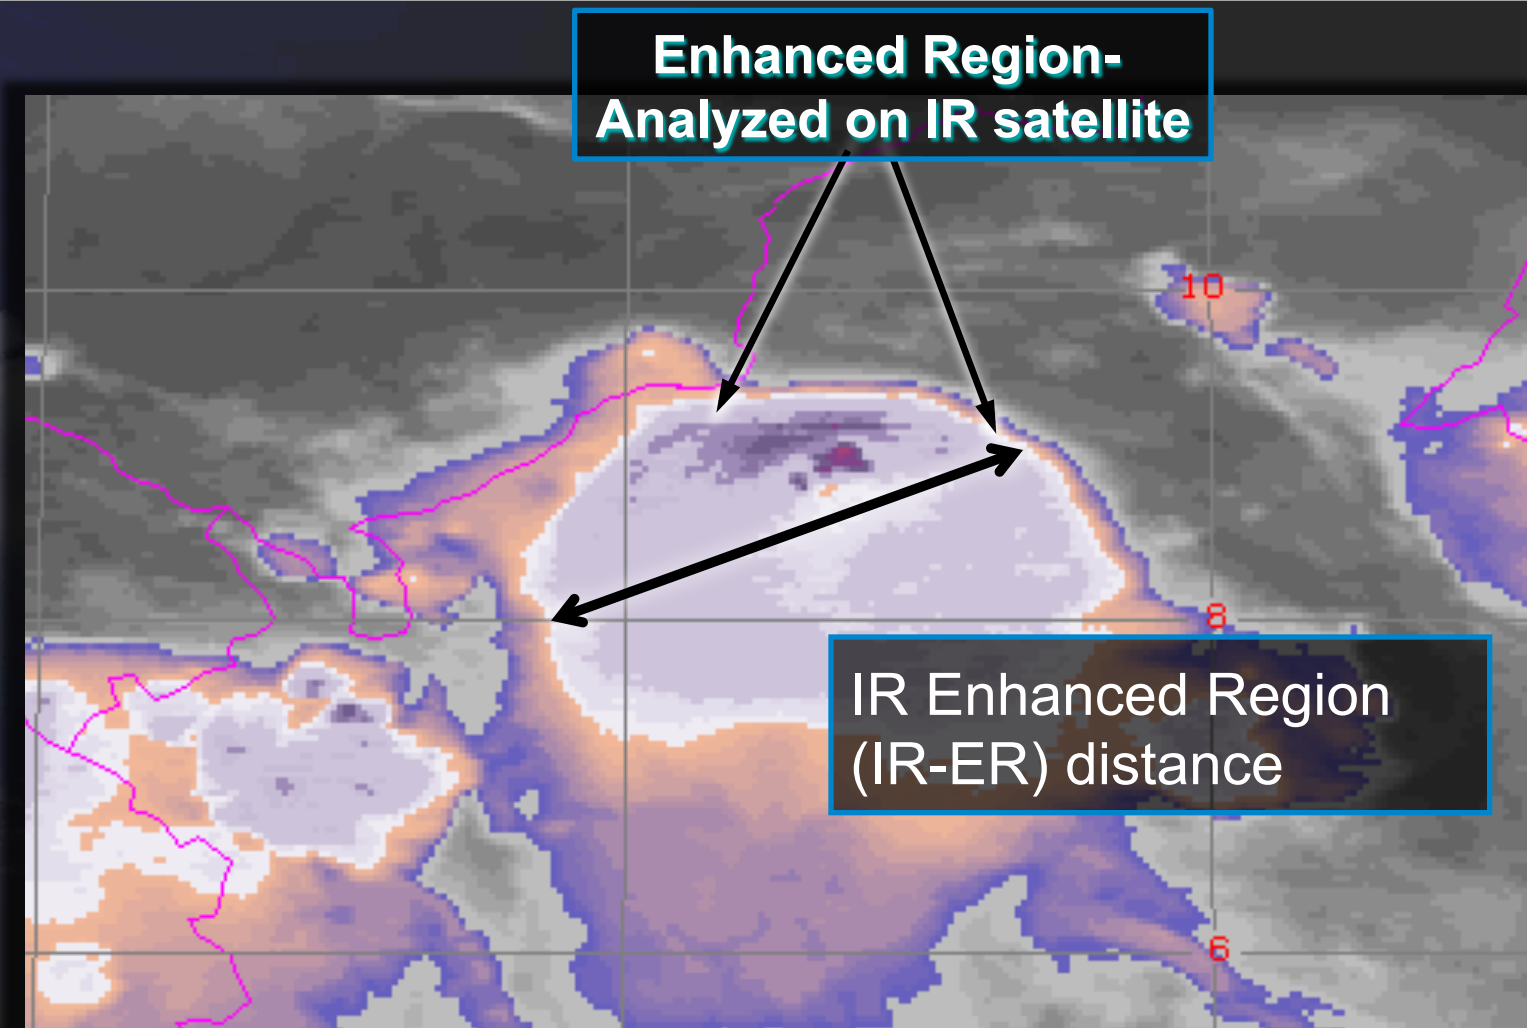 Enhanced Region-
Analyzed on IR satellite
10
8
IR Enhanced Region
(IR-ER) distance
6